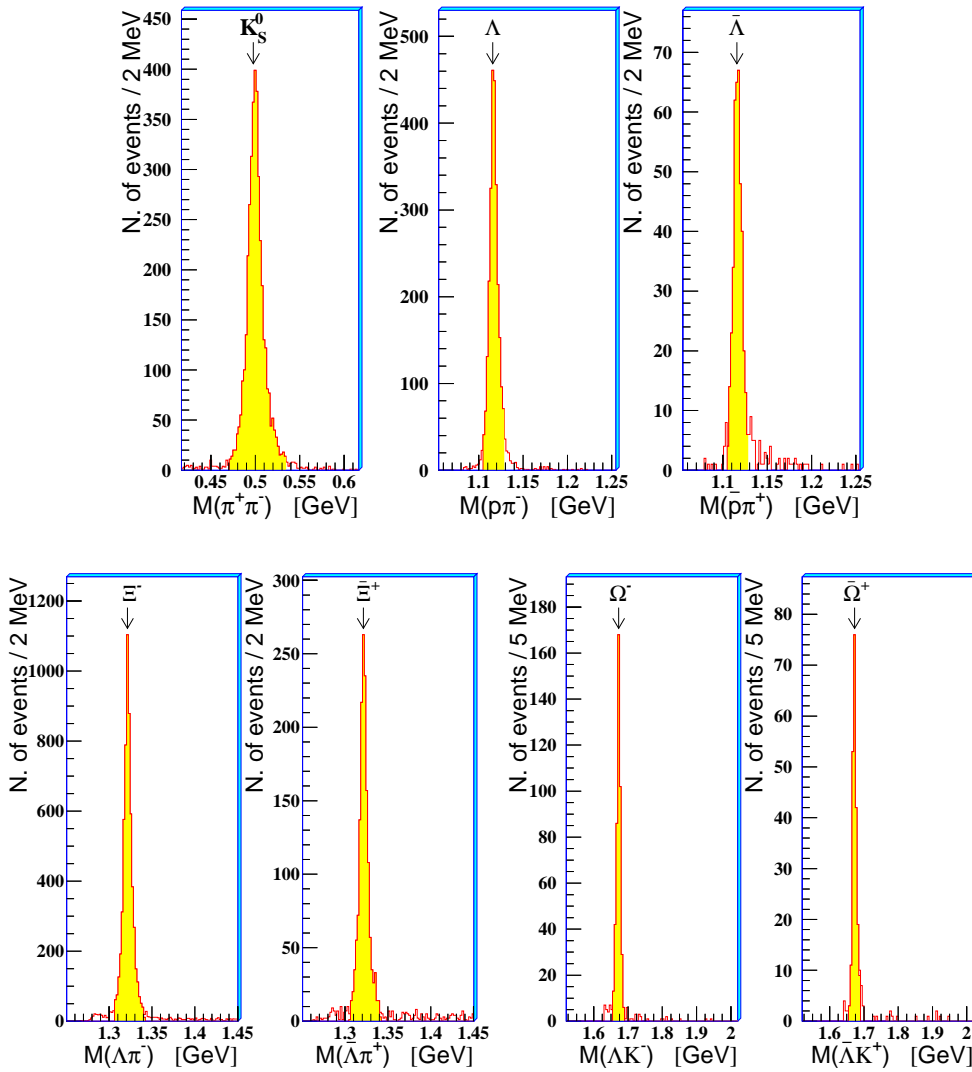 K⁰_S
Λ
Λ̄
N. of events / 2 MeV
450
400
350
300
250
200
150
100
50
0
0.45 0.5 0.55 0.6
M(π⁺π⁻) [GeV]
N. of events / 2 MeV
500
400
300
200
100
0
1.1 1.15 1.2 1.25
M(pπ⁻) [GeV]
N. of events / 2 MeV
70
60
50
40
30
20
10
0
1.1 1.15 1.2 1.25
M(p̄π⁺) [GeV]
Ξ⁻
Ξ̄⁺
Ω⁻
Ω̄⁺
N. of events / 2 MeV
1200
1000
800
600
400
200
0
1.3 1.35 1.4 1.45
M(Λπ⁻) [GeV]
N. of events / 2 MeV
300
250
200
150
100
50
0
1.3 1.35 1.4 1.45
M(Λ̄π⁺) [GeV]
N. of events / 5 MeV
180
160
140
120
100
80
60
40
20
0
1.6 1.7 1.8 1.9 2
M(ΛK⁻) [GeV]
N. of events / 5 MeV
80
70
60
50
40
30
20
10
0
1.6 1.7 1.8 1.9 2
M(Λ̄K⁺) [GeV]